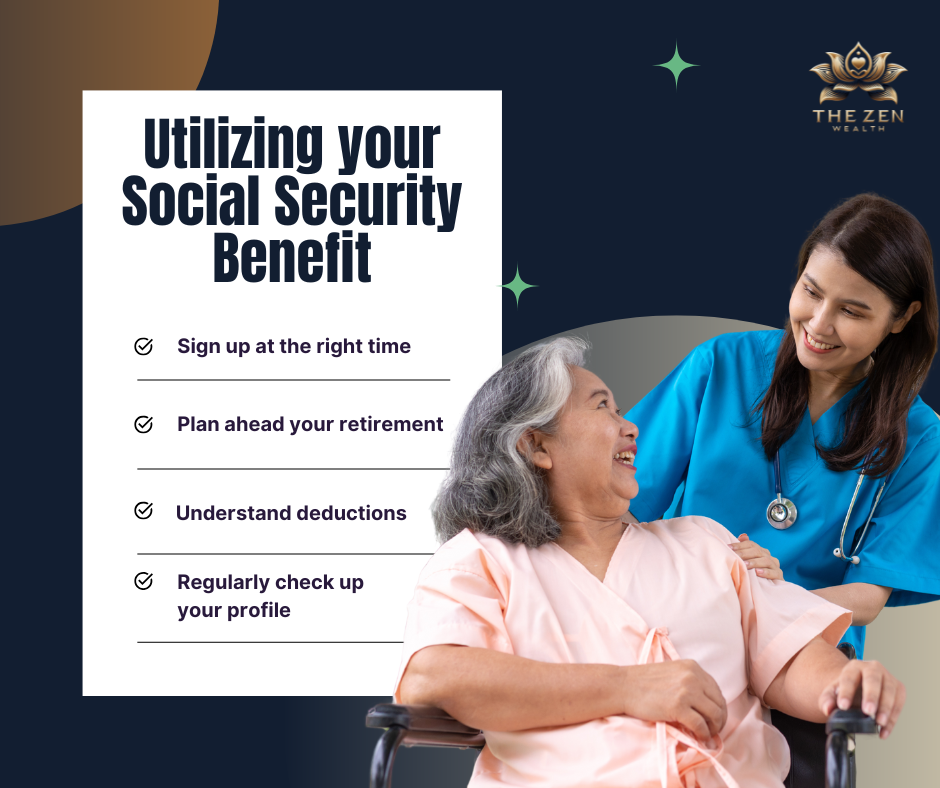 THE ZEN
WEALTH
Utilizing your
Social Security
Benefit
Sign up at the right time
Plan ahead your retirement
Understand deductions
Regularly check up
your profile